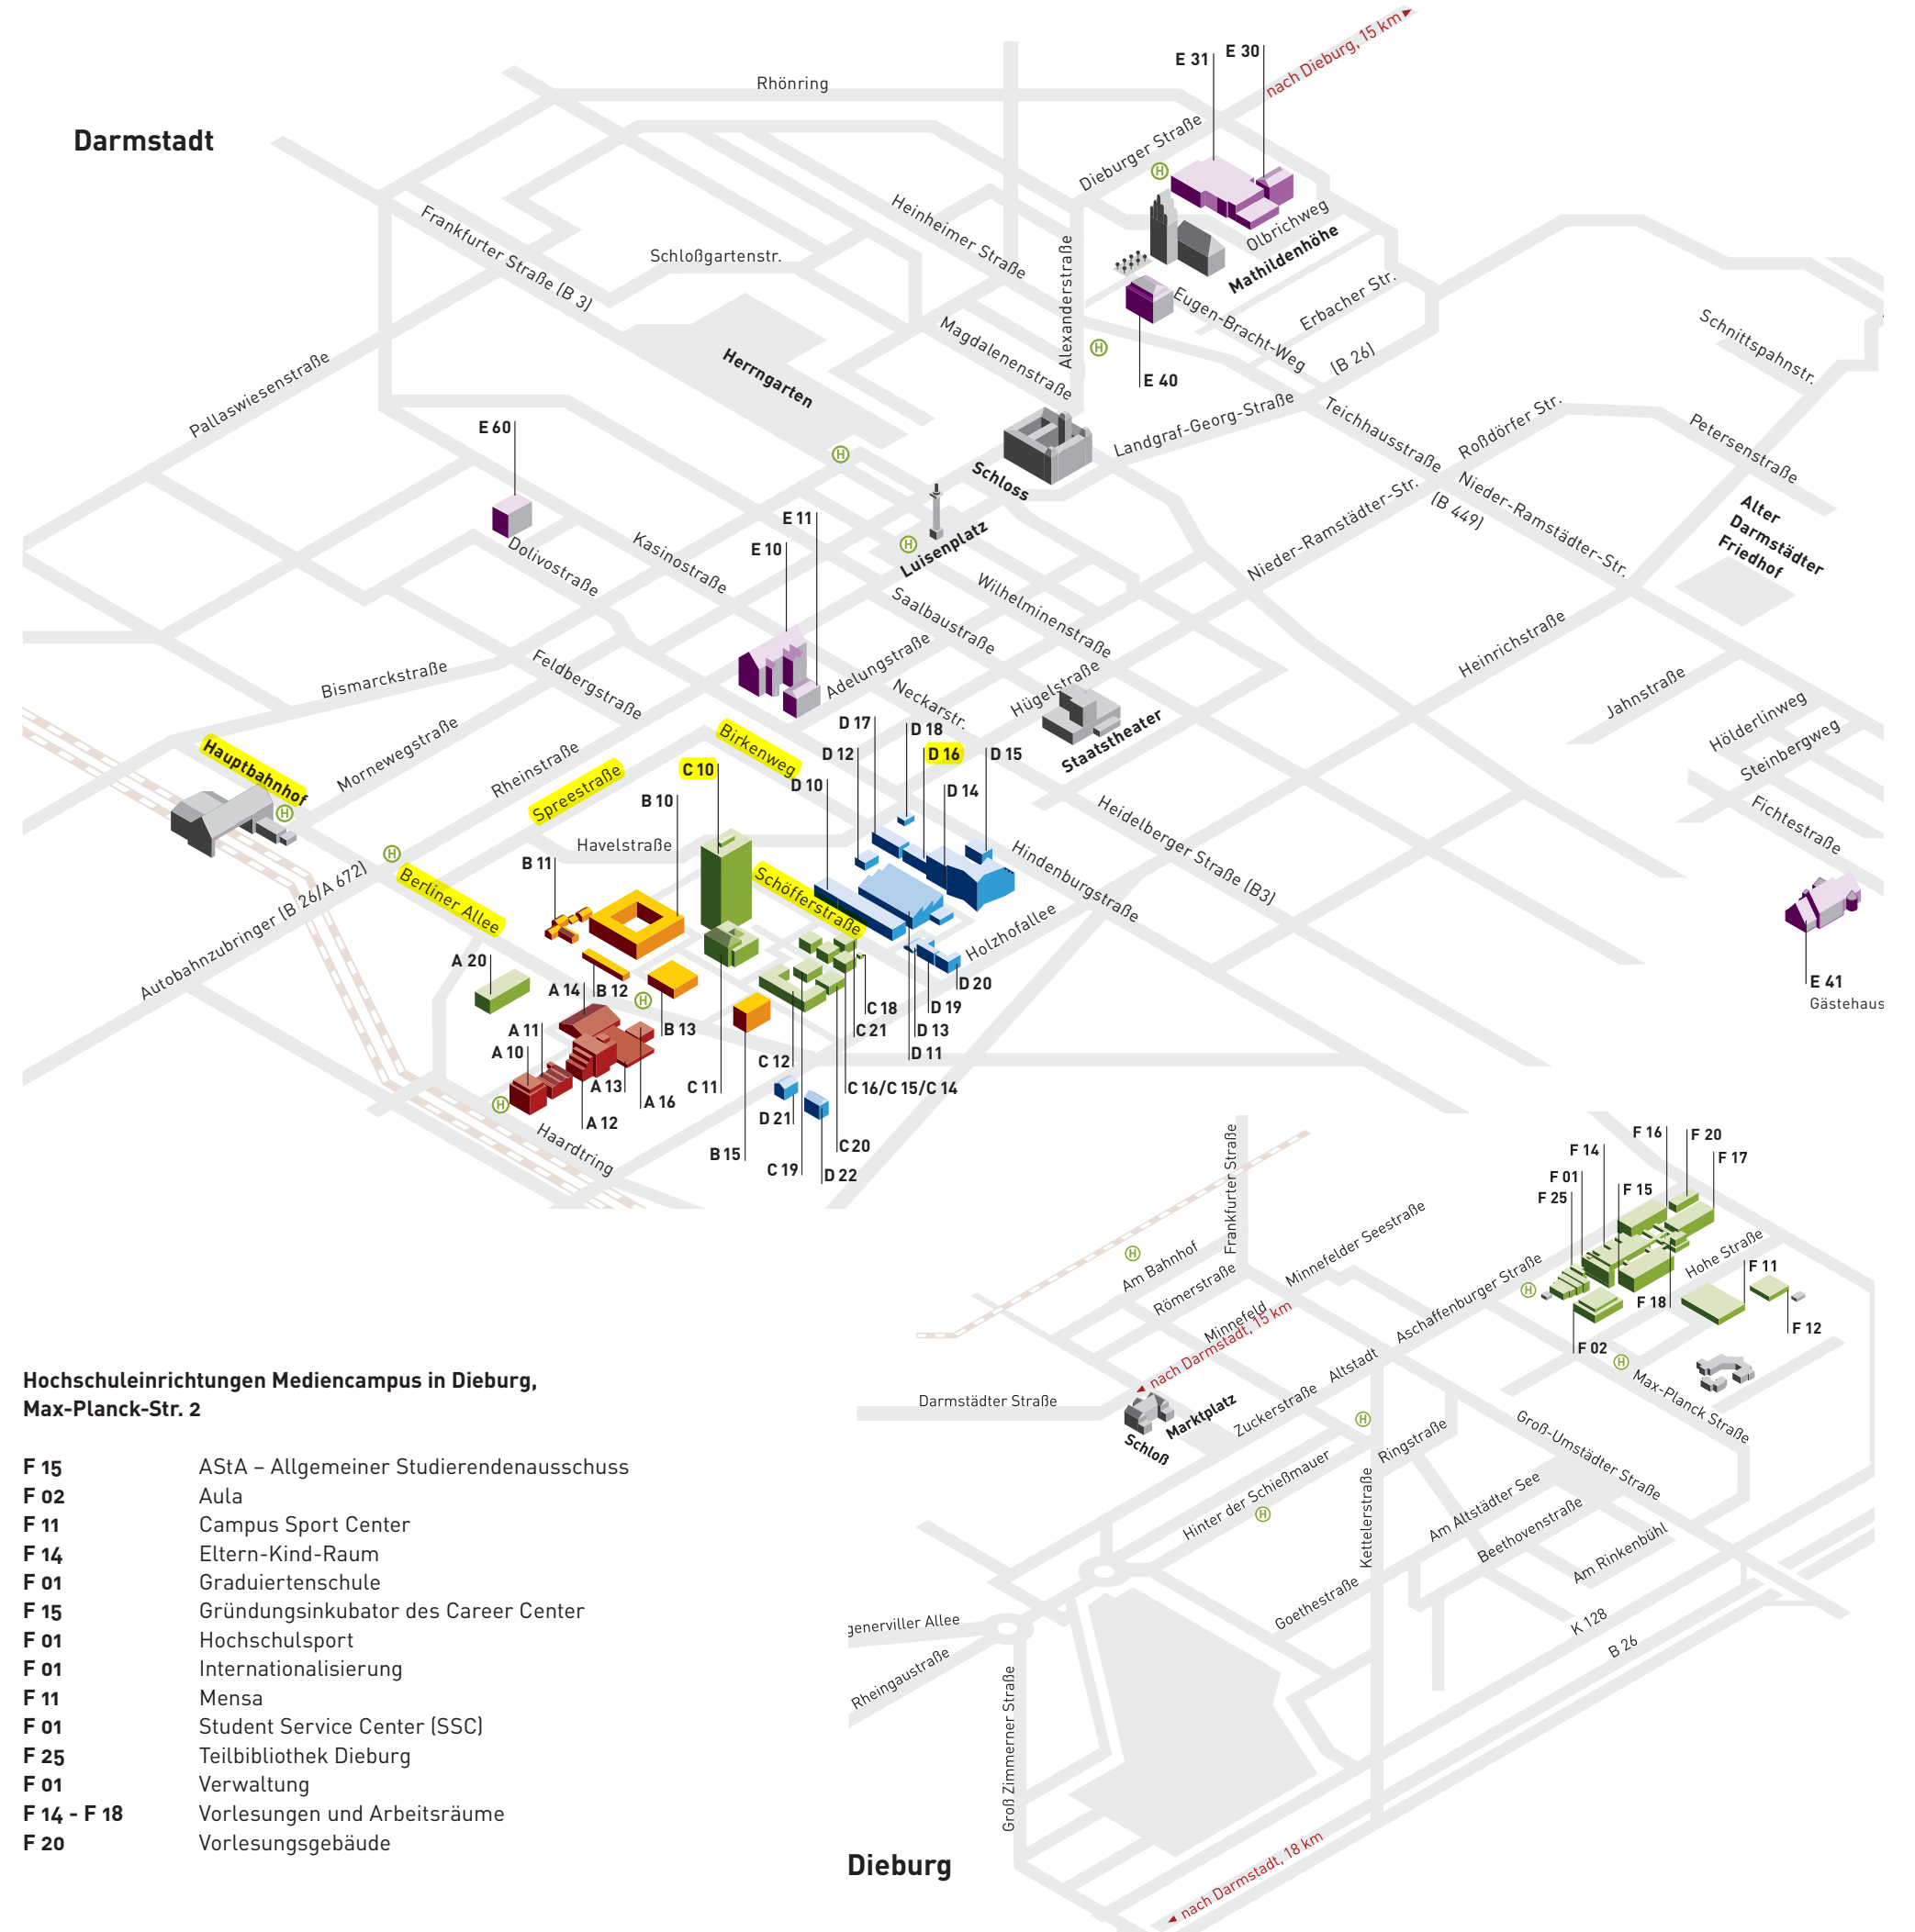 Darmstadt
nach Dieburg, 15 km
E 31
E 30
Rhönring
Dieburger Straße
Olbrichweg
Mathildenhöhe
Heinheimer Straße
Frankfurter Straße (B 3)
Schloßgartenstr.
Alexanderstraße
Eugen-Bracht-Weg
Erbacher Str.
(B 26)
Schnittspahnstr.
Magdalenenstraße
Herrngarten
E 40
Pallaswiesenstraße
Landgraf-Georg-Straße
Teichhausstraße
Roßdörfer Str.
Petersenstraße
E 60
Schloss
Nieder-Ramstädter-Str.
(B 449)
Nieder-Ramstädter-Str.
Alter
Darmstädter
Friedhof
E 11
E 10
Luisenplatz
Dolivostraße
Kasinostraße
Saalbaustraße
Wilhelminenstraße
Heinrichstraße
Bismarckstraße
Feldbergstraße
Adelungstraße
Neckarstr.
Hügelstraße
Staatstheater
Jahnstraße
Hölderlinweg
Steinbergweg
Fichtestraße
Hauptbahnhof
H
Mornewegstraße
Rheinstraße
Spreestraße
Birkenweg
C 10
B 10
D 17
D 18
D 12
D 16
D 15
D 10
D 14
Havelstraße
B 11
Schöfferstraße
Hindenburgstraße
Heidelberger Straße (B3)
Holzhofallee
Berliner Allee
Autobahnzubringer (B 26/A 672)
A 20
A 14
B 12
B 13
A 11
A 10
A 13
A 16
A 12
C 11
C 12
C 18
C 21
D 20
D 19
D 13
D 11
C 16/C 15/C 14
D 21
B 15
C 19
C 20
D 22
Haardtring
E 41
Gästehaus
Frankfurter Straße
Am Bahnhof
Römerstraße
Minnefeld
Minnefelder Seestraße
nach Darmstadt, 15 km
Aschaffenburger Straße
F 16
F 20
F 14
F 17
F 01
F 15
F 25
Hohe Straße
F 11
F 18
F 12
F 02
Max-Planck Straße
Darmstädter Straße
Schloß
Marktplatz
Zuckerstraße
Altstadt
Hinter der Schießmauer
Ringstraße
Kettelerstraße
Groß-Umstädter Straße
Am Altstädter See
Beethovenstraße
Am Rinkenbühl
Goethestraße
K 128
B 26
generviller Allee
Rheingaustraße
Groß Zimmerner Straße
nach Darmstadt, 18 km
Dieburg
Hochschuleinrichtungen Mediencampus in Dieburg,
Max-Planck-Str. 2
F 15 AStA – Allgemeiner Studierendenausschuss
F 02 Aula
F 11 Campus Sport Center
F 14 Eltern-Kind-Raum
F 01 Graduiertenschule
F 15 Gründungsinkubator des Career Center
F 01 Hochschulsport
F 01 Internationalisierung
F 11 Mensa
F 01 Student Service Center (SSC)
F 25 Teilbibliothek Dieburg
F 01 Verwaltung
F 14 - F 18 Vorlesungen und Arbeitsräume
F 20 Vorlesungsgebäude